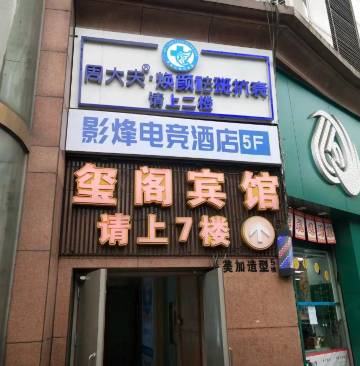 周大夫®·焕颜祛斑抗衰
请上二楼
影烽电竞酒店5F
玺阁宾馆
请上7楼
美加造型